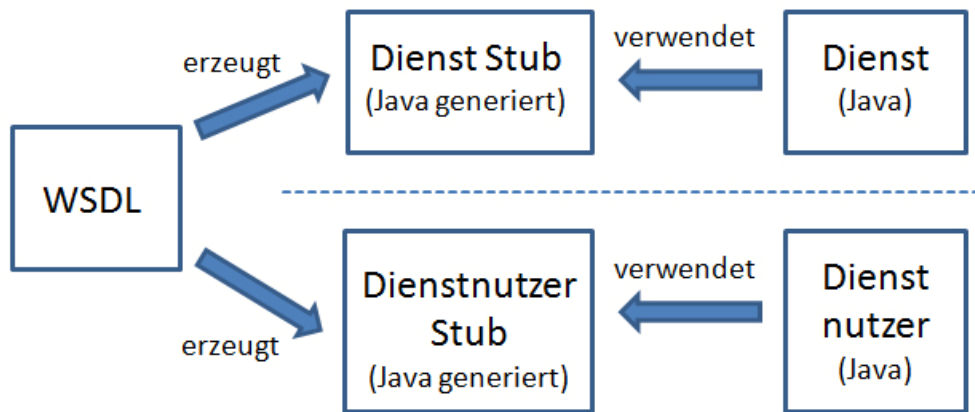 erzeugt
Dienst Stub
(Java generiert)
verwendet
Dienst
(Java)
WSDL
erzeugt
Dienstnutzer
Stub
(Java generiert)
verwendet
Dienst
nutzer
(Java)